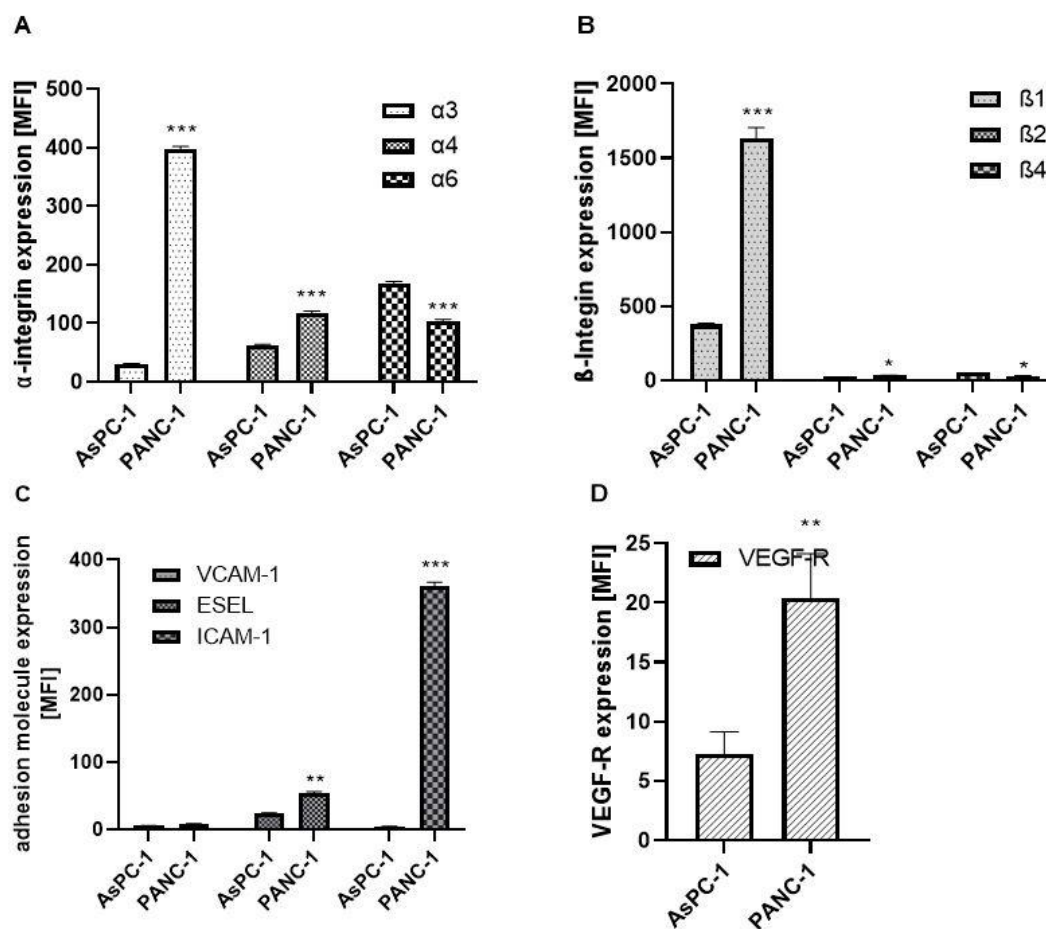 A
α-integrin expression [MFI]
500
400
300
200
100
0
***
***
***
α3
α4
α6
AsPC-1
PANC-1
AsPC-1
PANC-1
AsPC-1
PANC-1
B
ß-Integin expression [MFI]
2000
1500
1000
500
0
***
*
*
ß1
ß2
ß4
AsPC-1
PANC-1
AsPC-1
PANC-1
AsPC-1
PANC-1
C
adhesion molecule expression
[MFI]
400
300
200
100
0
VCAM-1
ESEL
ICAM-1
**
***
AsPC-1
PANC-1
AsPC-1
PANC-1
AsPC-1
PANC-1
D
VEGF-R expression [MFI]
25
20
15
10
5
0
VEGF-R
**
AsPC-1
PANC-1